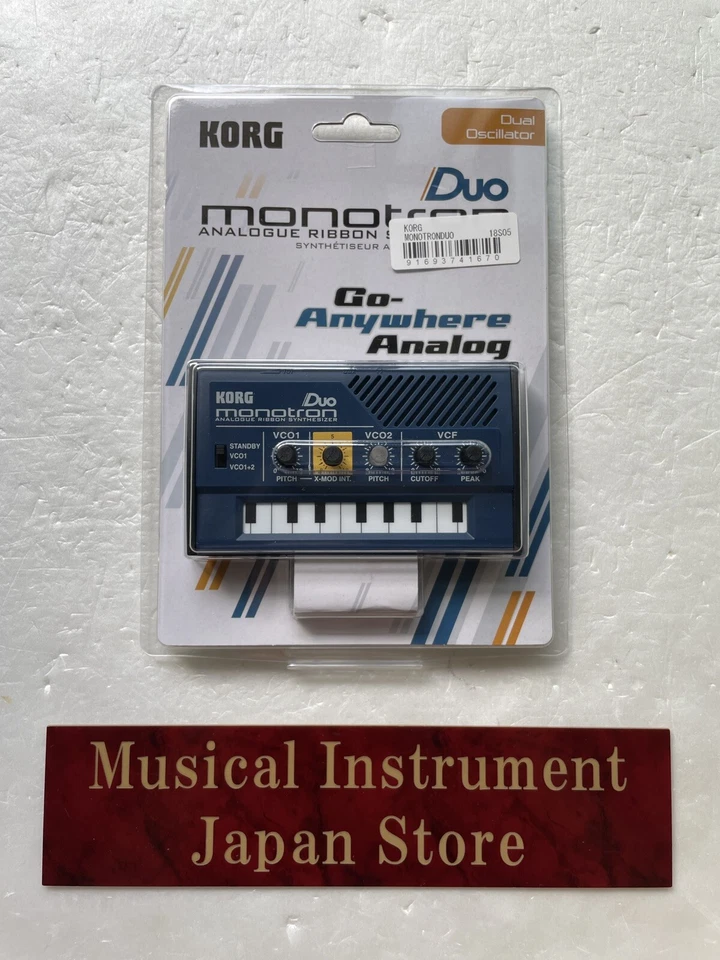 KORG
Dual
Oscillator
Duo
monotron
ANALOGUE RIBBON S
SYNTHÉTISEUR A
KORG
MONOTRONDUO 18S05
91693741670
Go-
Anywhere
Analog
KORG
Duo
monotron
ANALOGUE RIBBON SYNTHESIZER
VCO1 VCO2 VCF
STANDBY
VCO1
VCO1+2
PITCH X-MOD INT. PITCH CUTOFF PEAK
Musical Instrument
Japan Store